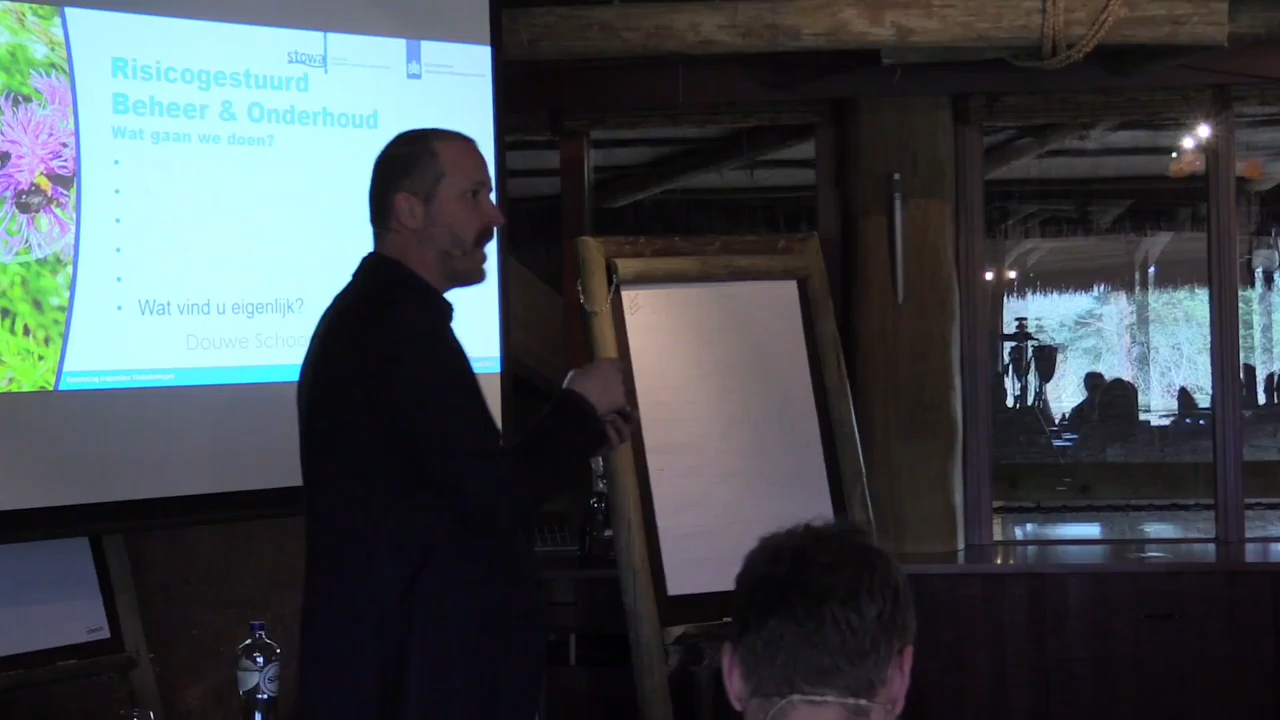 stowa
Risicogestuurd
Beheer & Onderhoud
Wat gaan we doen?
• Wat vind u eigenlijk?
Douwe Schoo